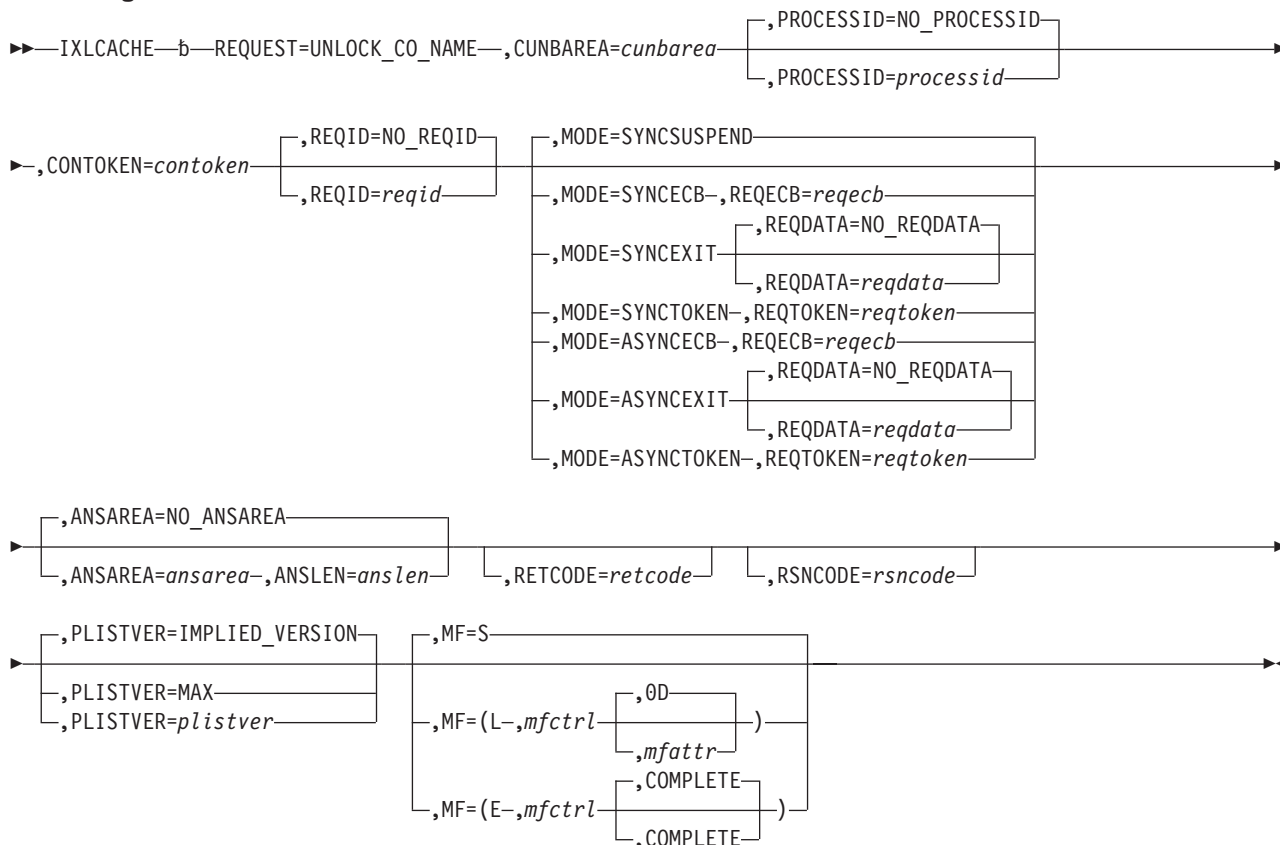 ,PROCESSID=NO_PROCESSID
IXLCACHE ƀ REQUEST=UNLOCK_CO_NAME ,CUNBAREA=cunbarea
,PROCESSID=processid
,REQID=NO_REQID ,MODE=SYNCSUSPEND
,CONTOKEN=contoken
,REQID=reqid ,MODE=SYNCECB ,REQECB=reqecb
,REQDATA=NO_REQDATA
,MODE=SYNCEXIT
,REQDATA=reqdata
,MODE=SYNCTOKEN ,REQTOKEN=reqtoken
,MODE=ASYNCECB ,REQECB=reqecb
,REQDATA=NO_REQDATA
,MODE=ASYNCEXIT
,REQDATA=reqdata
,MODE=ASYNCTOKEN ,REQTOKEN=reqtoken
,ANSAREA=NO_ANSAREA
,ANSAREA=ansarea ,ANSLEN=anslen ,RETCODE=retcode ,RSNCODE=rsncode
,PLISTVER=IMPLIED_VERSION ,MF=S
,PLISTVER=MAX ,0D
,PLISTVER=plistver ,MF=(L ,mfctrl )
,mfattr
,COMPLETE
,MF=(E ,mfctrl )
,COMPLETE